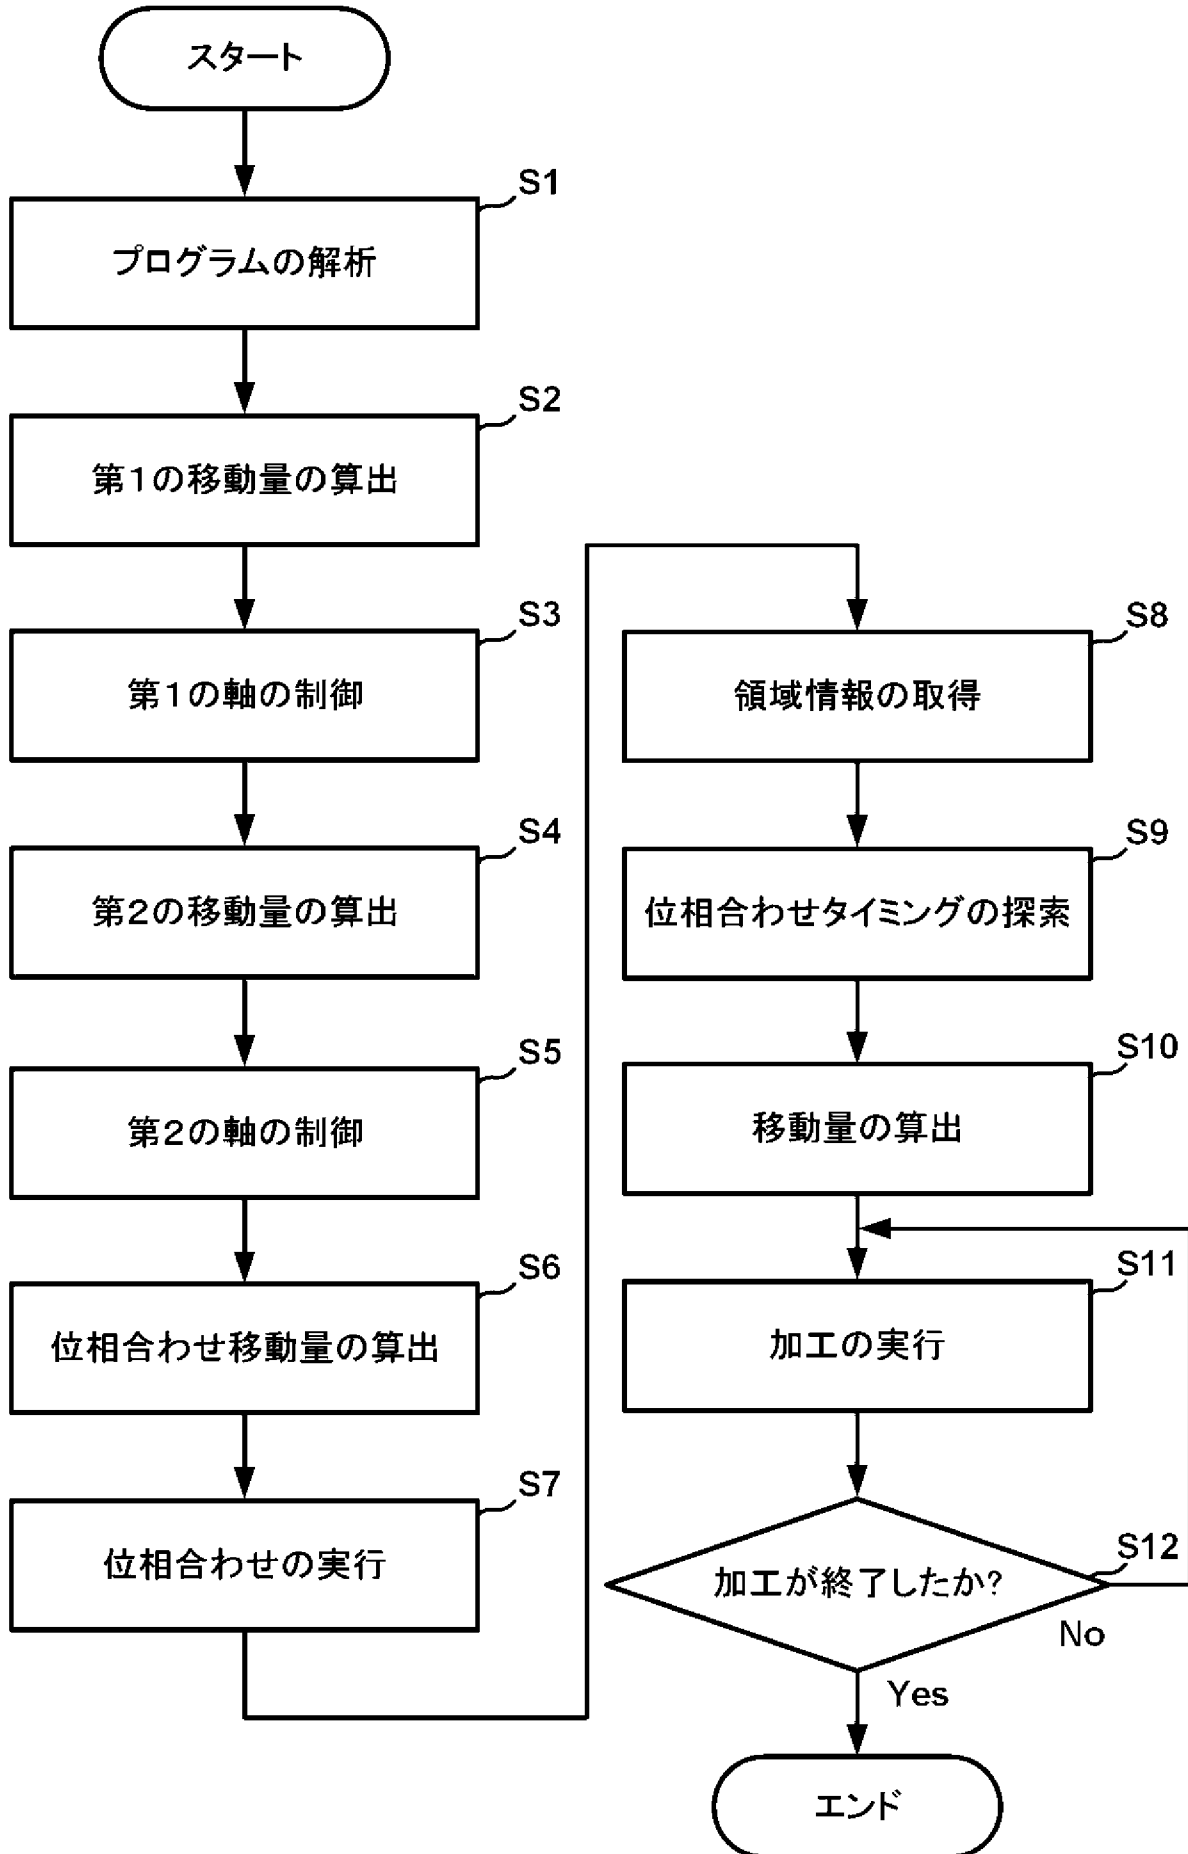 スタート
S1
プログラムの解析
S2
第1の移動量の算出
S3
第1の軸の制御
S4
第2の移動量の算出
S5
第2の軸の制御
S6
位相合わせ移動量の算出
S7
位相合わせの実行
S8
領域情報の取得
S9
位相合わせタイミングの探索
S10
移動量の算出
S11
加工の実行
S12
加工が終了したか?
No
Yes
エンド